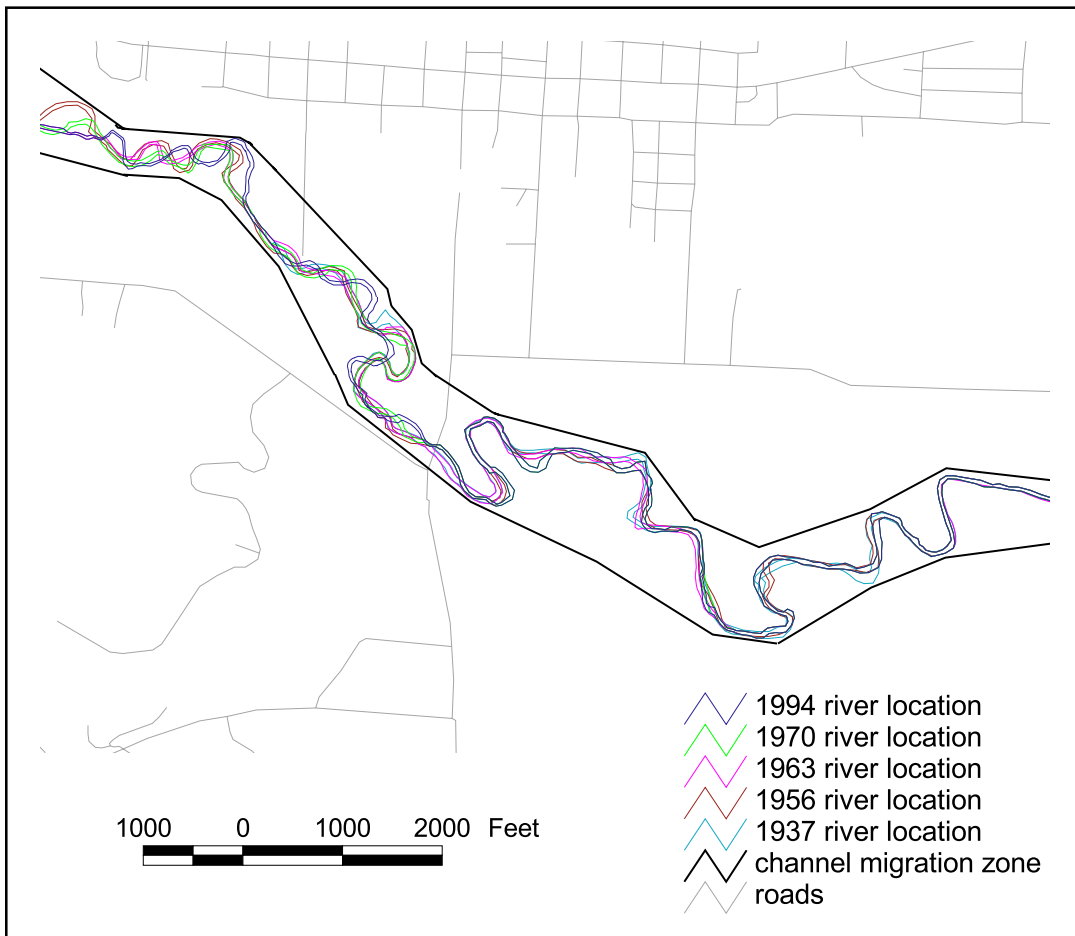 1994 river location
1970 river location
1963 river location
1956 river location
1000 0 1000 2000 Feet
1937 river location
channel migration zone
roads